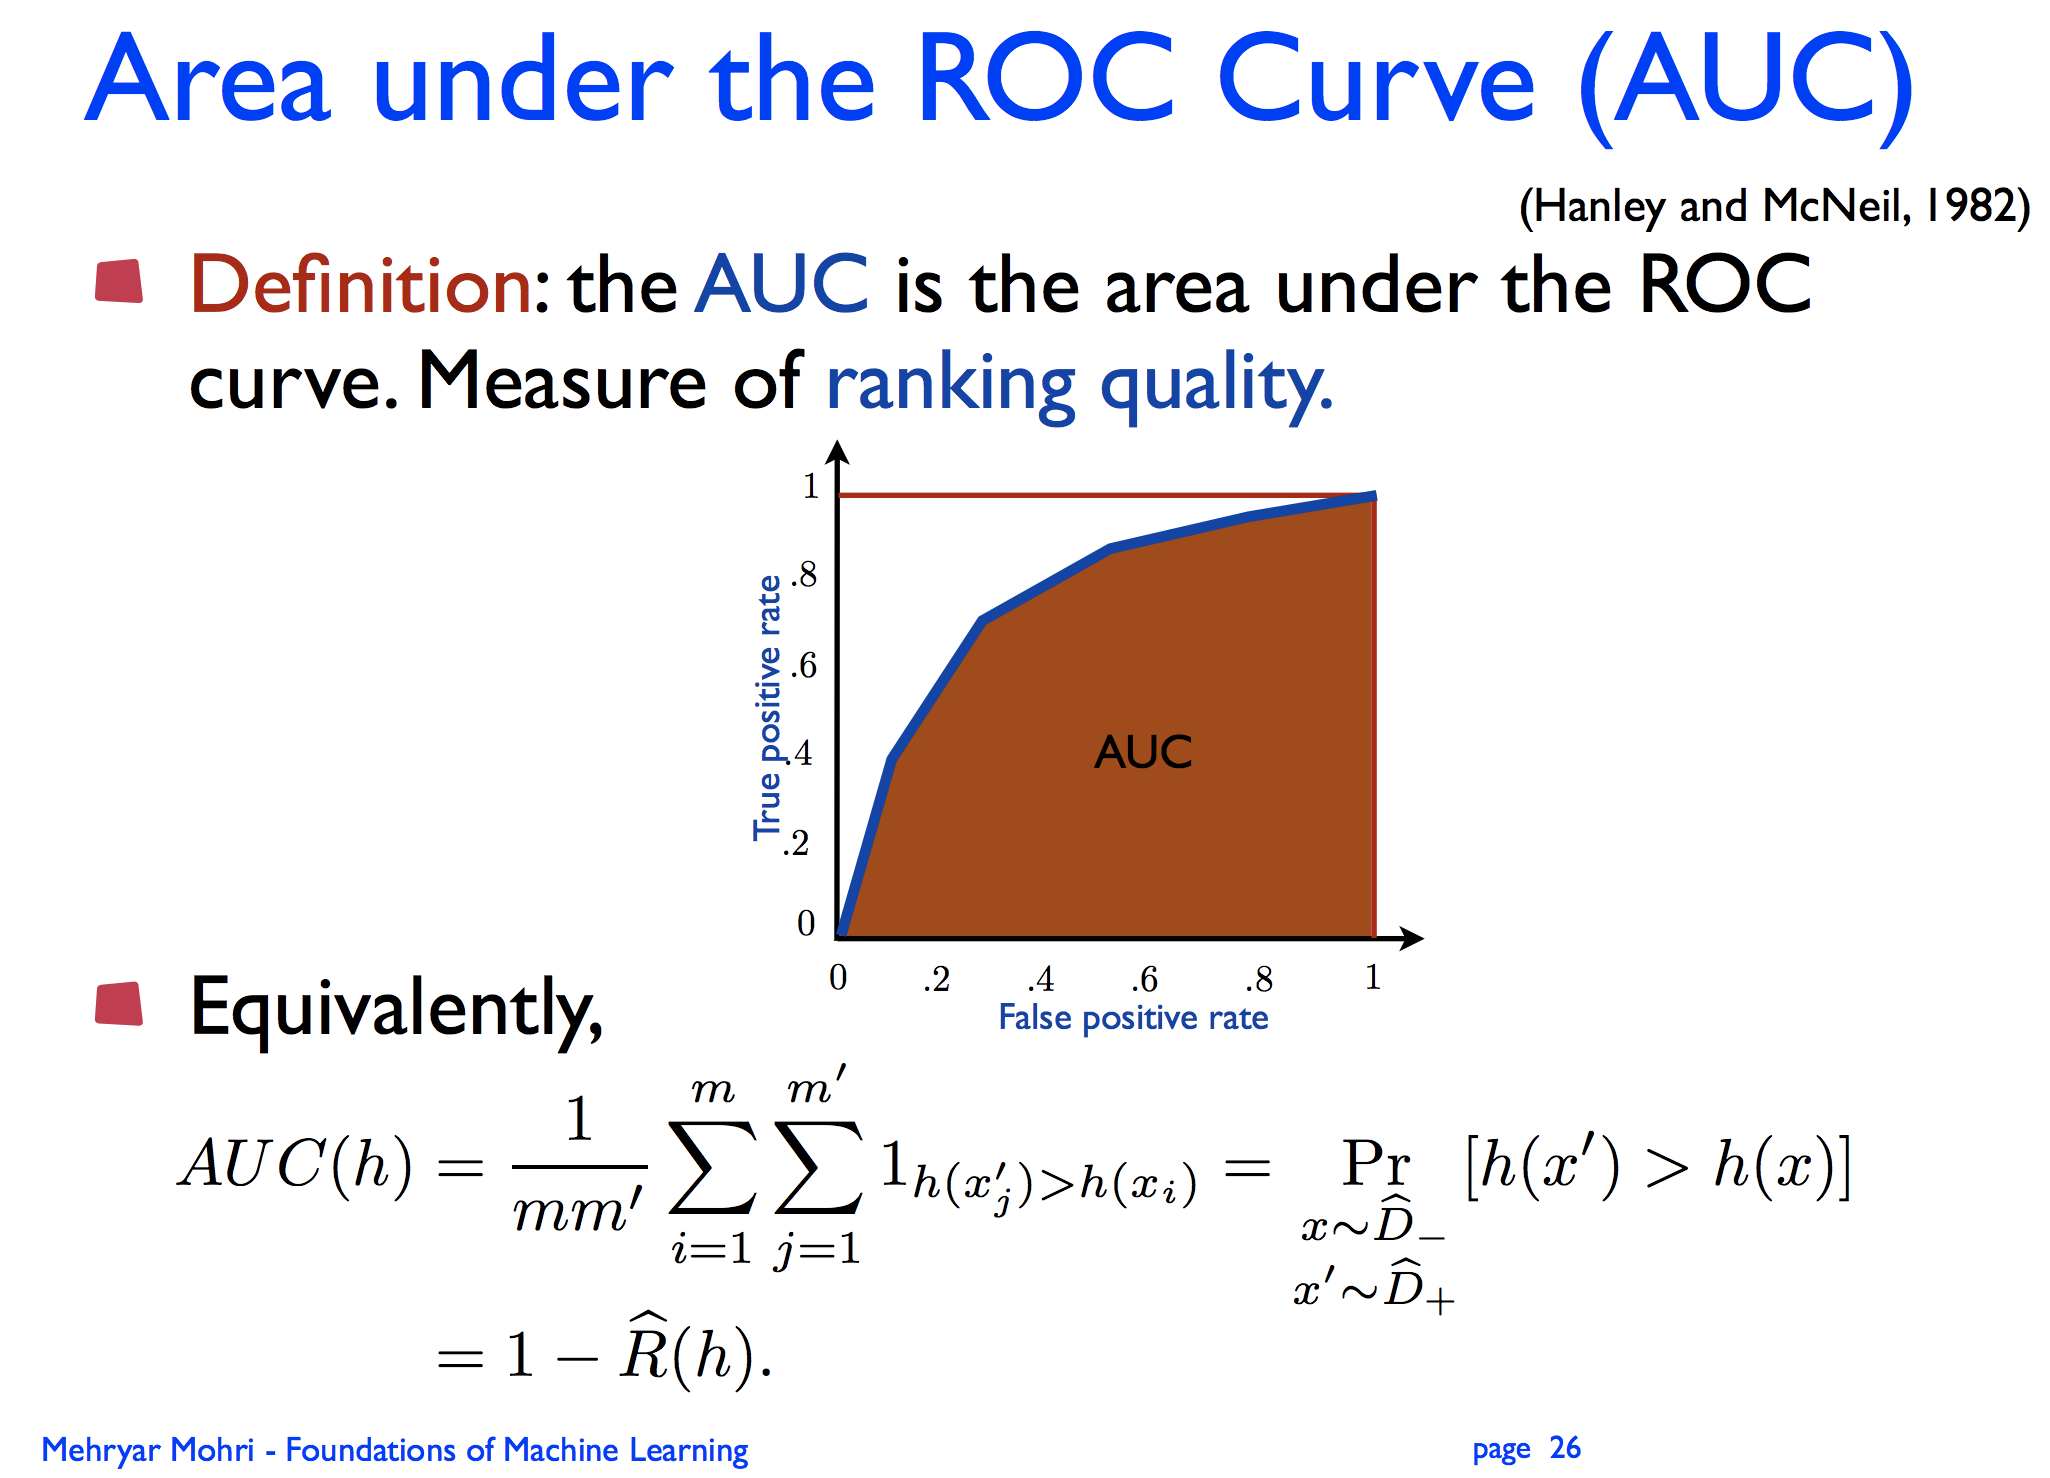 Area under the ROC Curve (AUC)
(Hanley and McNeil, 1982)
Definition: the AUC is the area under the ROC
curve. Measure of ranking quality.
1
.8
.6
.4
.2
0
True positive rate
AUC
0 .2 .4 .6 .8 1
False positive rate
Equivalently,
AUC(h) = \frac{1}{mm'} \sum_{i=1}^{m} \sum_{j=1}^{m'} 1_{h(x'_j)>h(x_i)} = \Pr_{x \sim \widehat{D}_-, x' \sim \widehat{D}_+} [h(x') > h(x)]
= 1 − \widehat{R}(h).
Mehryar Mohri - Foundations of Machine Learning page 26